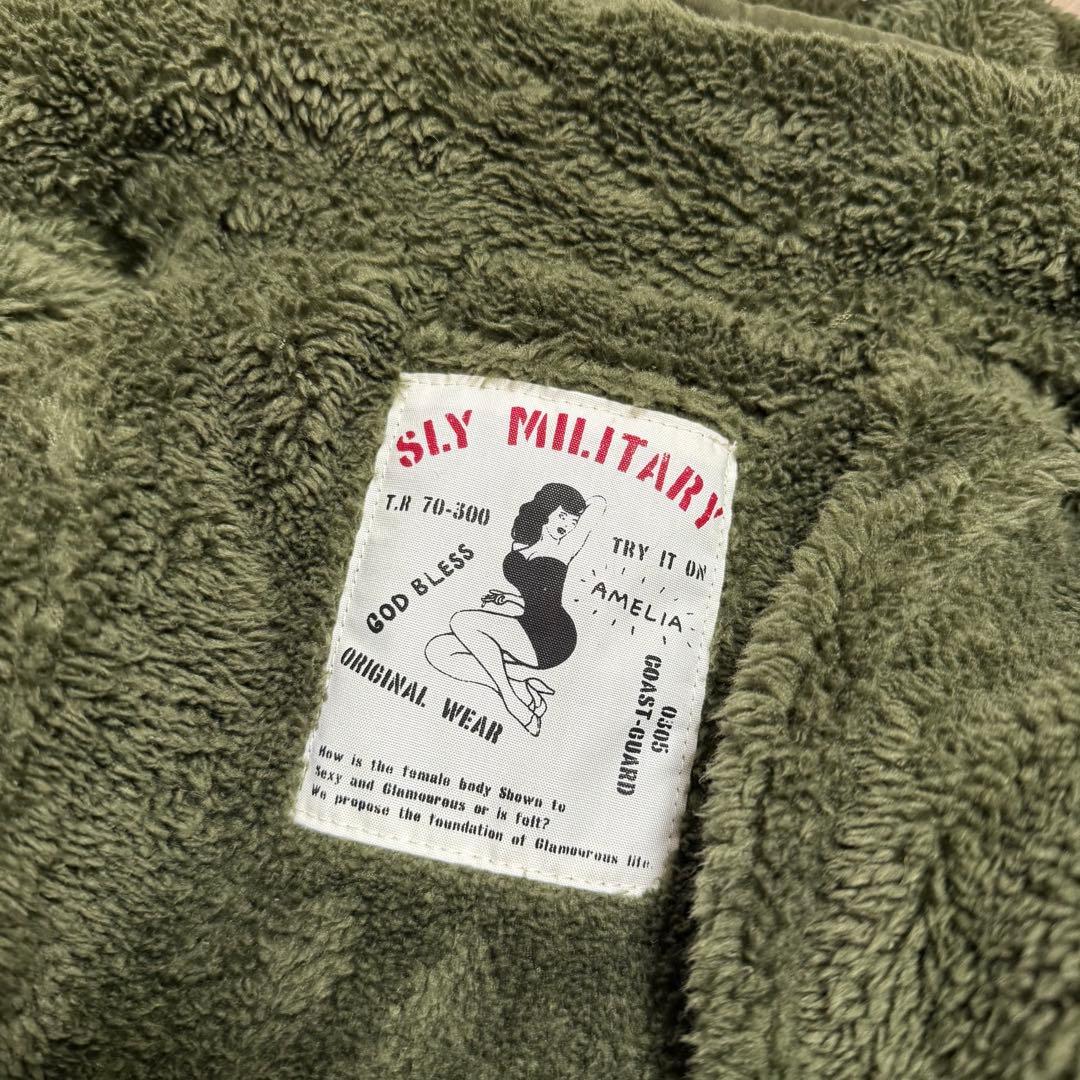 SLY MILITARY
T.R 70-300
TRY IT ON
GOD BLESS
AMELIA
ORIGINAL WEAR
0305
COAST-GUARD
How is the female body Shown to
Sexy and Glamourous or is felt?
We propose the foundation of Glamourous life